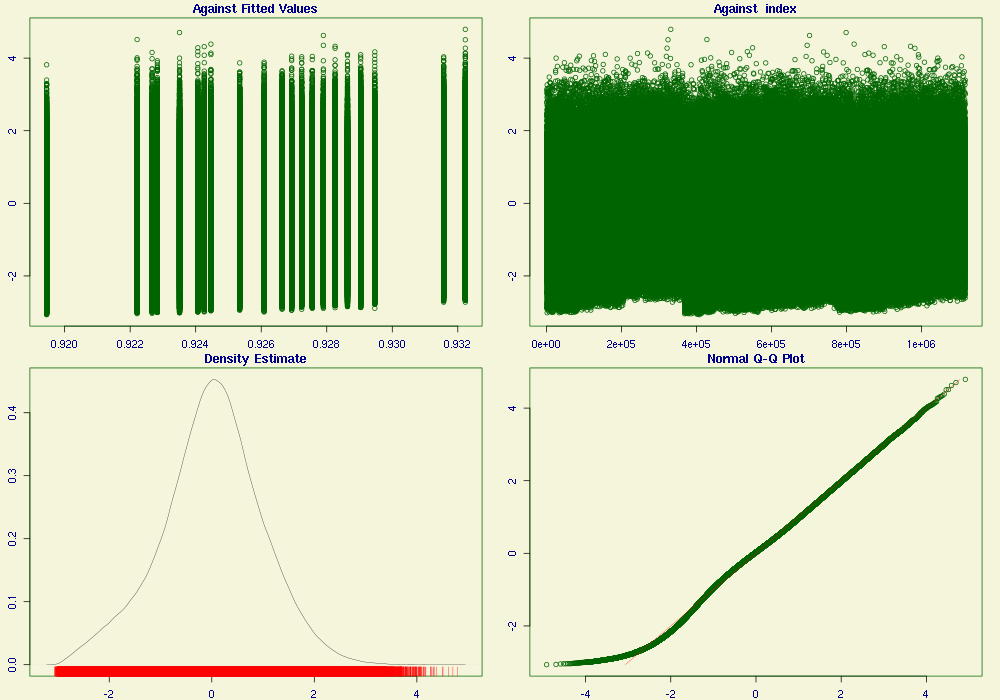 Against Fitted Values
4
2
0
-2
0.920 0.922 0.924 0.926 0.928 0.930 0.932
Against index
4
2
0
-2
0e+00 2e+05 4e+05 6e+05 8e+05 1e+06
Density Estimate
0.4
0.3
0.2
0.1
0.0
-2 0 2 4
Normal Q-Q Plot
4
2
0
-2
-4 -2 0 2 4